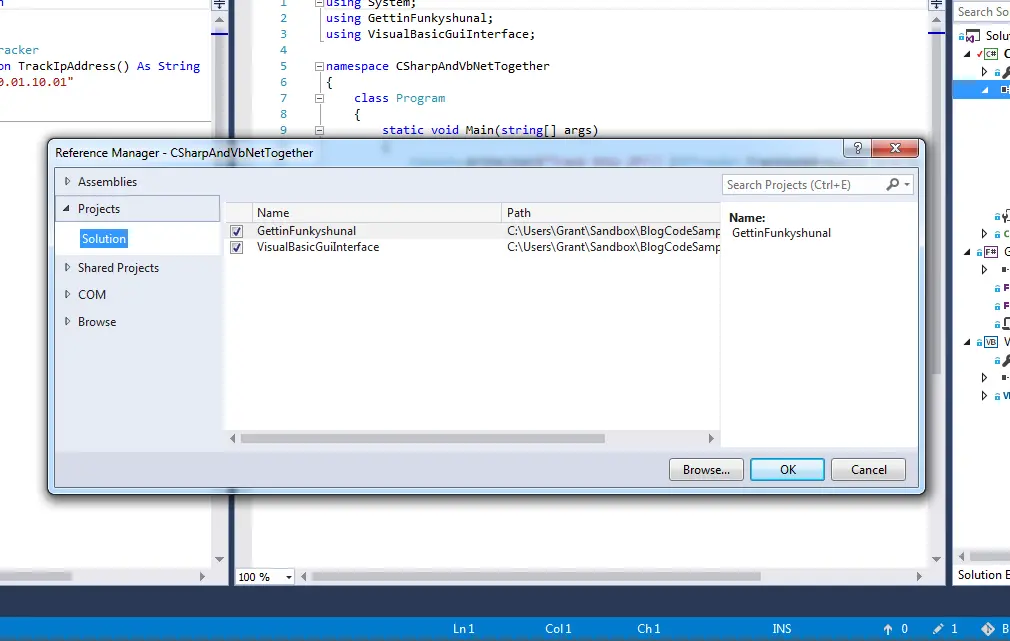 racker
on TrackIpAddress() As String
0.01.10.01"
1 using System;
2 using GettinFunkyshunal;
3 using VisualBasicGuiInterface;
4
5 namespace CSharpAndVbNetTogether
6 {
7 class Program
8 {
9 static void Main(string[] args)
Search So
Solu
C#
Reference Manager - CSharpAndVbNetTogether
?
Assemblies
Projects
Solution
Shared Projects
COM
Browse
Name Path
GettinFunkyshunal C:\Users\Grant\Sandbox\BlogCodeSamp
VisualBasicGuiInterface C:\Users\Grant\Sandbox\BlogCodeSamp
Search Projects (Ctrl+E)
Name:
GettinFunkyshunal
Browse... OK Cancel
F# G
VB V
100 %
Solution E
Ln 1 Col 1 Ch 1 INS 0 1 B